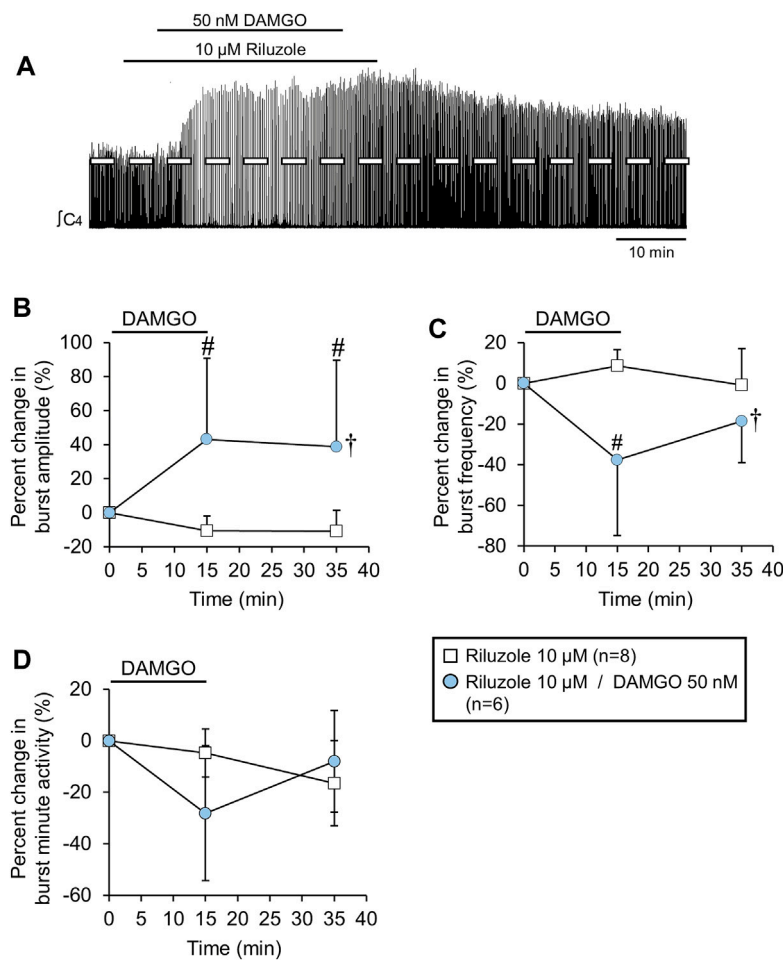 50 nM DAMGO
10 µM Riluzole
A
∫C4
10 min
B
DAMGO
Percent change in
burst amplitude (%)
100
80
60
40
20
0
-20
#
#
†
0 5 10 15 20 25 30 35 40
Time (min)
C
DAMGO
Percent change in
burst frequency (%)
20
0
-20
-40
-60
-80
#
†
0 5 10 15 20 25 30 35 40
Time (min)
D
DAMGO
Percent change in
burst minute activity (%)
20
0
-20
-40
-60
0 5 10 15 20 25 30 35 40
Time (min)
Riluzole 10 µM (n=8)
Riluzole 10 µM / DAMGO 50 nM
(n=6)